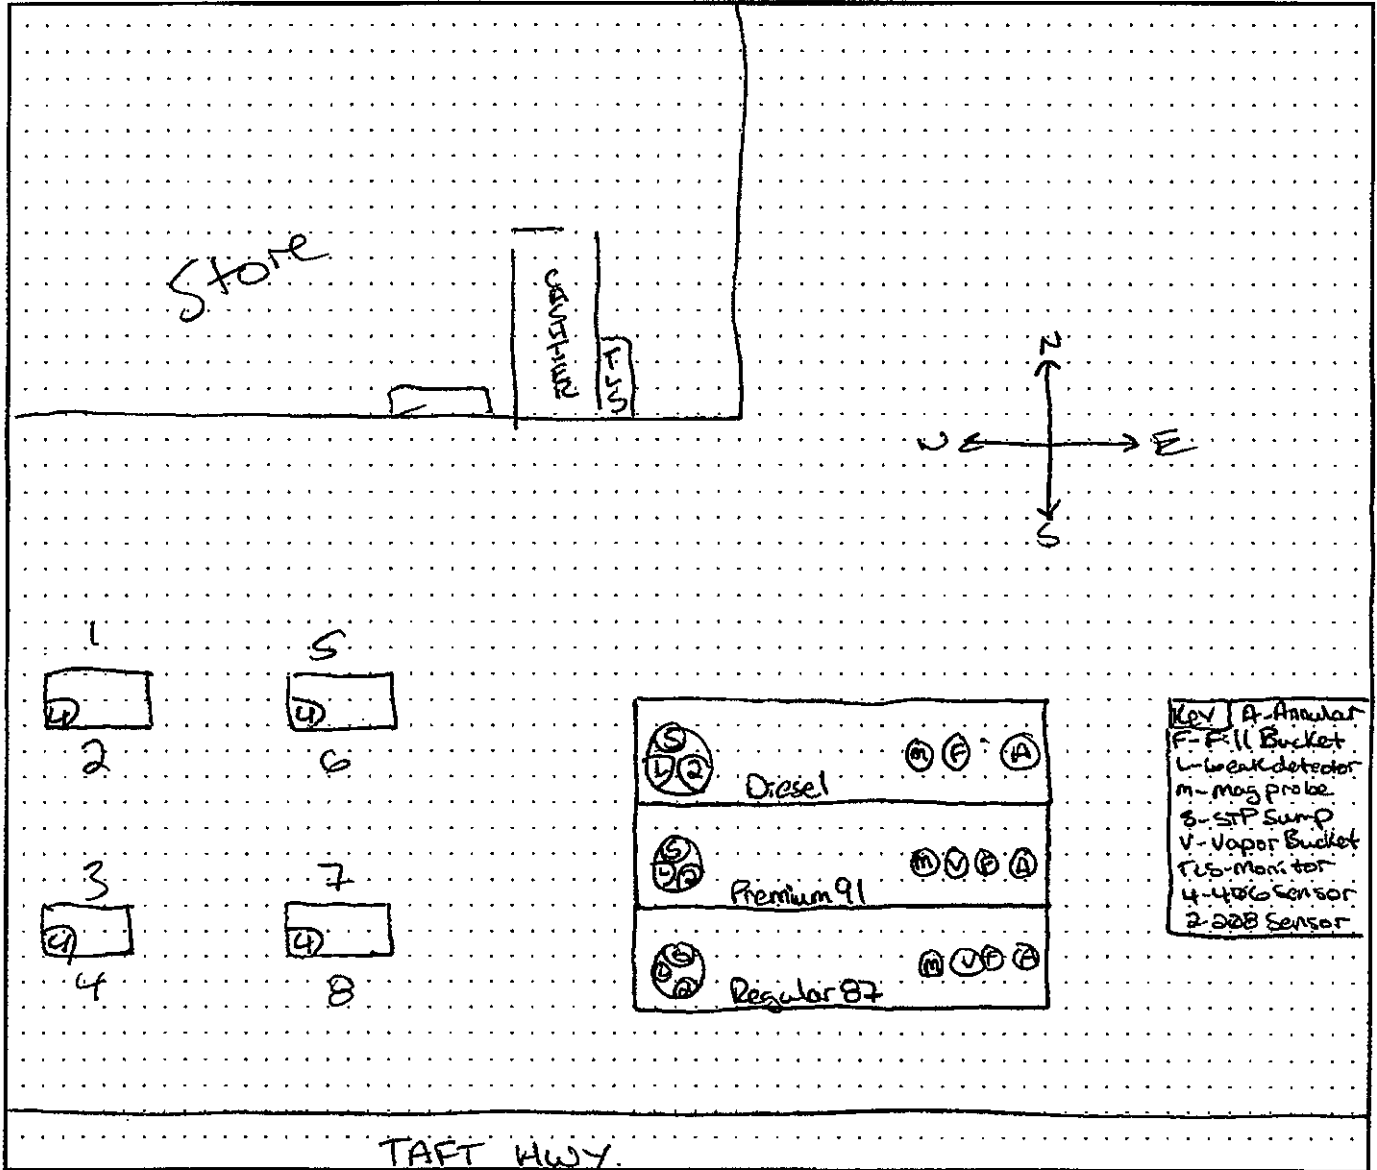 Store
TLS
N
W
E
S
1
5
4
4
2
6
3
7
4
4
4
8
S
L 2
Diesel
m F A
S
L 2
Premium 91
m V F A
S
L
2
Regular 87
m V F A
Key A-Annular
F-Fill Bucket
L-Leak detector
m-mag probe
S-STP Sump
V-Vapor Bucket
TLS-monitor
4-406 Sensor
2-208 Sensor
TAFT HWY.